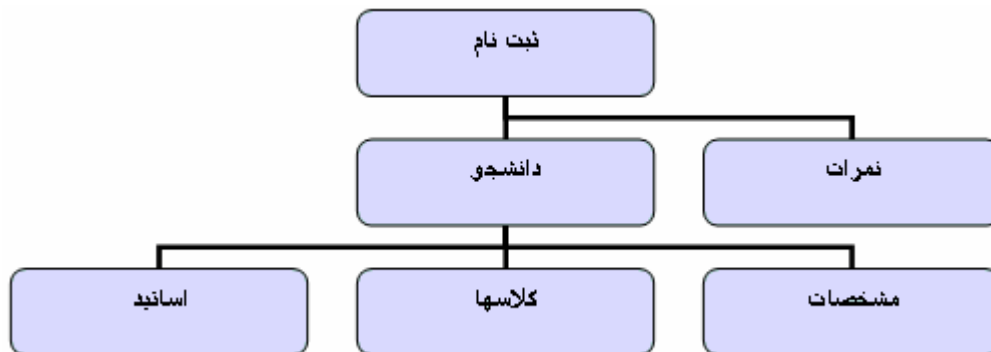 ثبت نام
نمرات
دانشجو
مشخصات
کلاسها
اساتید